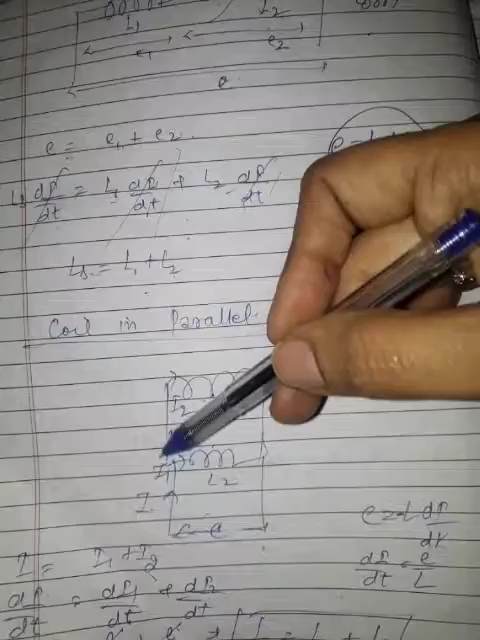 L1 L2
e1 e2
e
e = e1 + e2
Ls di/dt = L1 di/dt + L2 di/dt
Ls = L1 + L2
Coil in Parallel
I2
I1 L2
I
e
e = L di/dt
di/dt = e/L
I = I1 + I2
di/dt = di1/dt + di2/dt